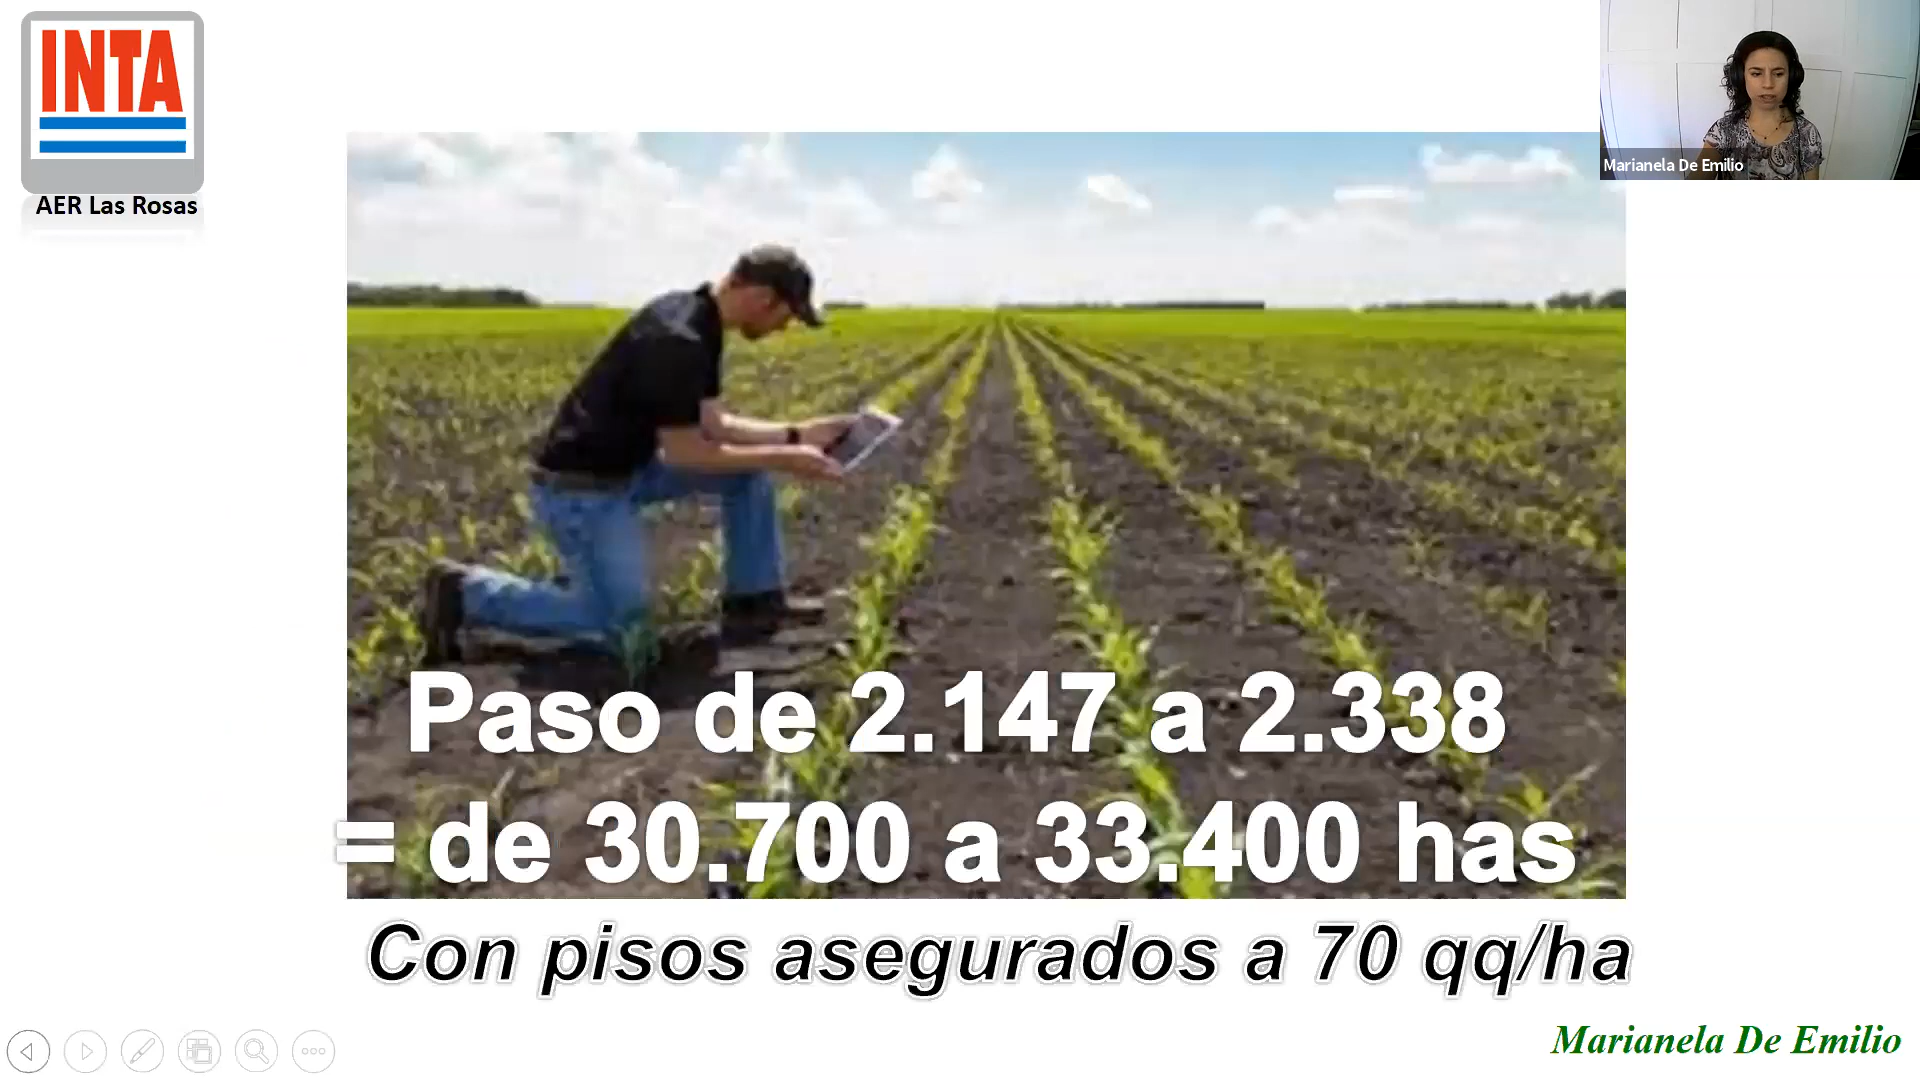 INTA
AER Las Rosas
Marianela De Emilio
Paso de 2.147 a 2.338
= de 30.700 a 33.400 has
Con pisos asegurados a 70 qq/ha
Marianela De Emilio